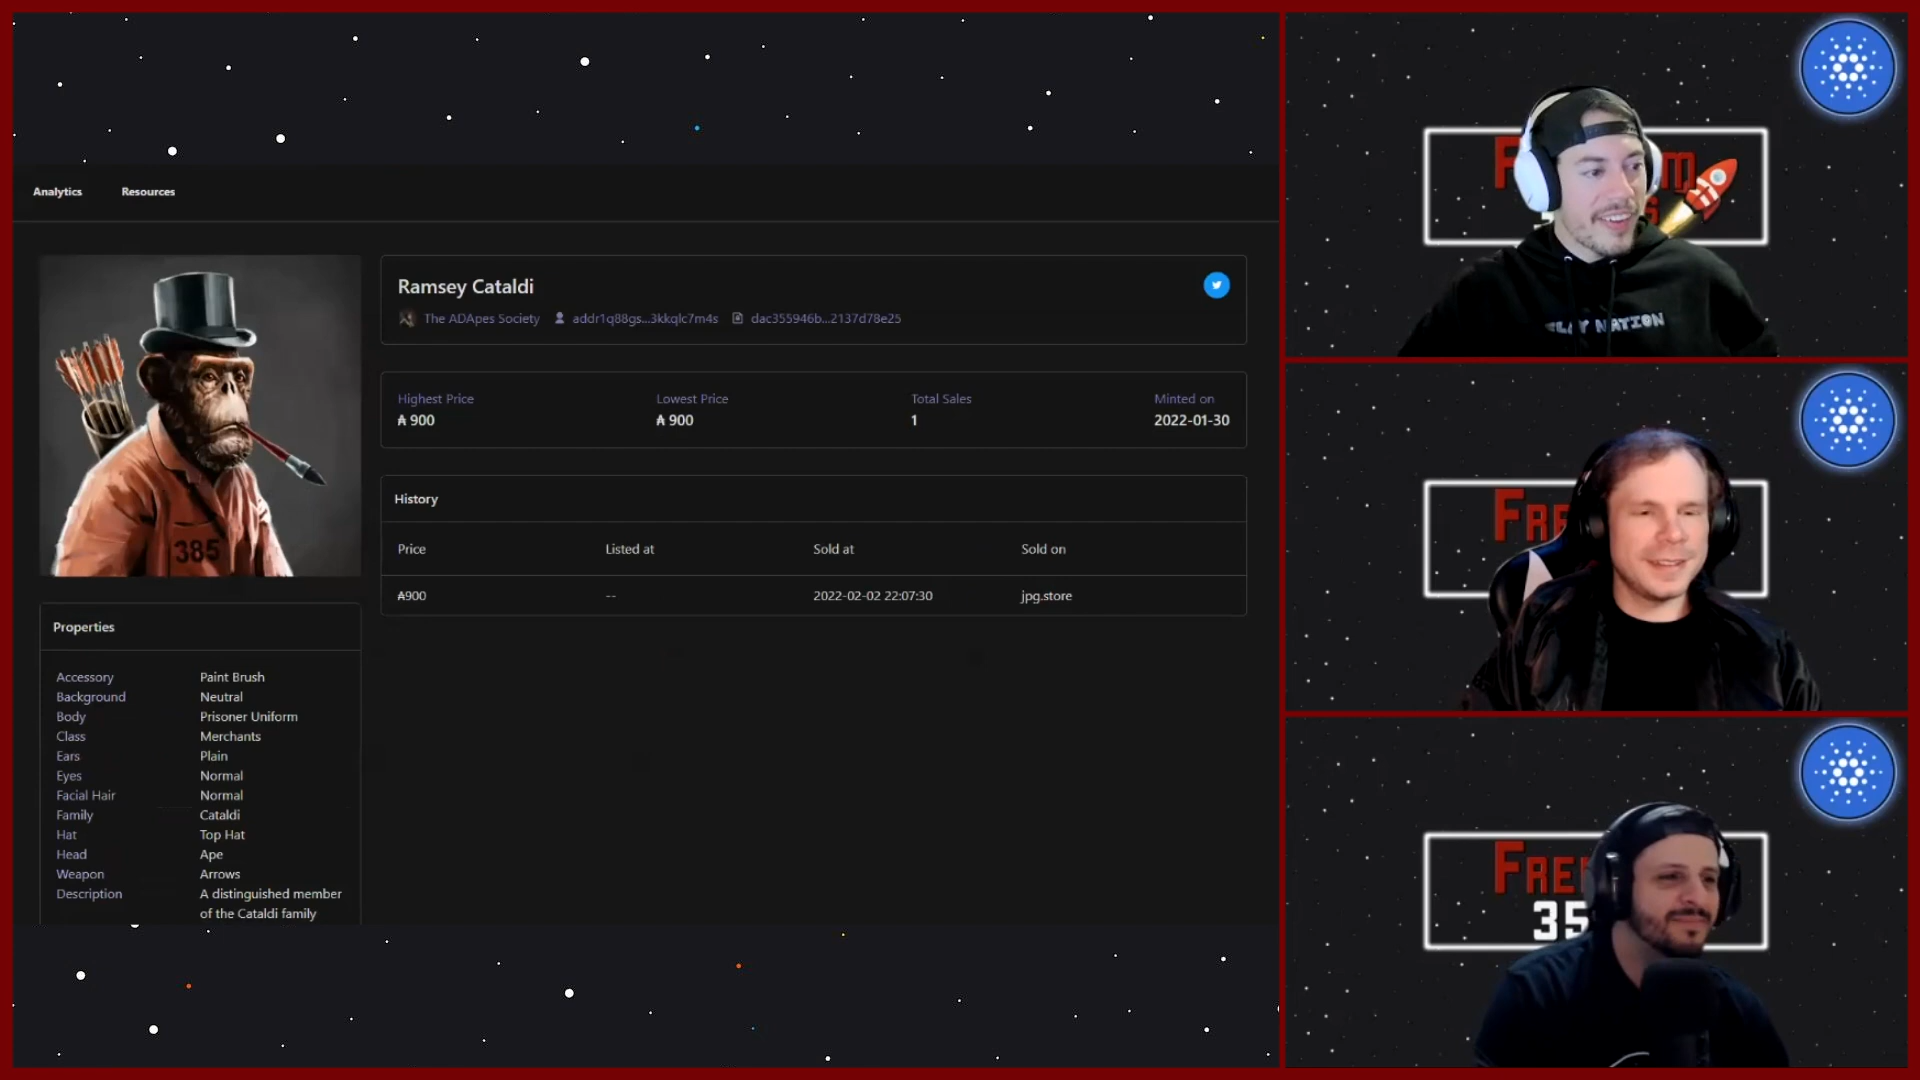 Analytics
Resources
Ramsey Cataldi
The ADApes Society addr1q88gs...3kkqlc7m4s dac355946b...2137d78e25
Highest Price Lowest Price Total Sales Minted on
₳ 900 ₳ 900 1 2022-01-30
History
Price Listed at Sold at Sold on
₳900 -- 2022-02-02 22:07:30 jpg.store
385
Properties
Accessory Paint Brush
Background Neutral
Body Prisoner Uniform
Class Merchants
Ears Plain
Eyes Normal
Facial Hair Normal
Family Cataldi
Hat Top Hat
Head Ape
Weapon Arrows
Description A distinguished member
of the Cataldi family
NATION
35